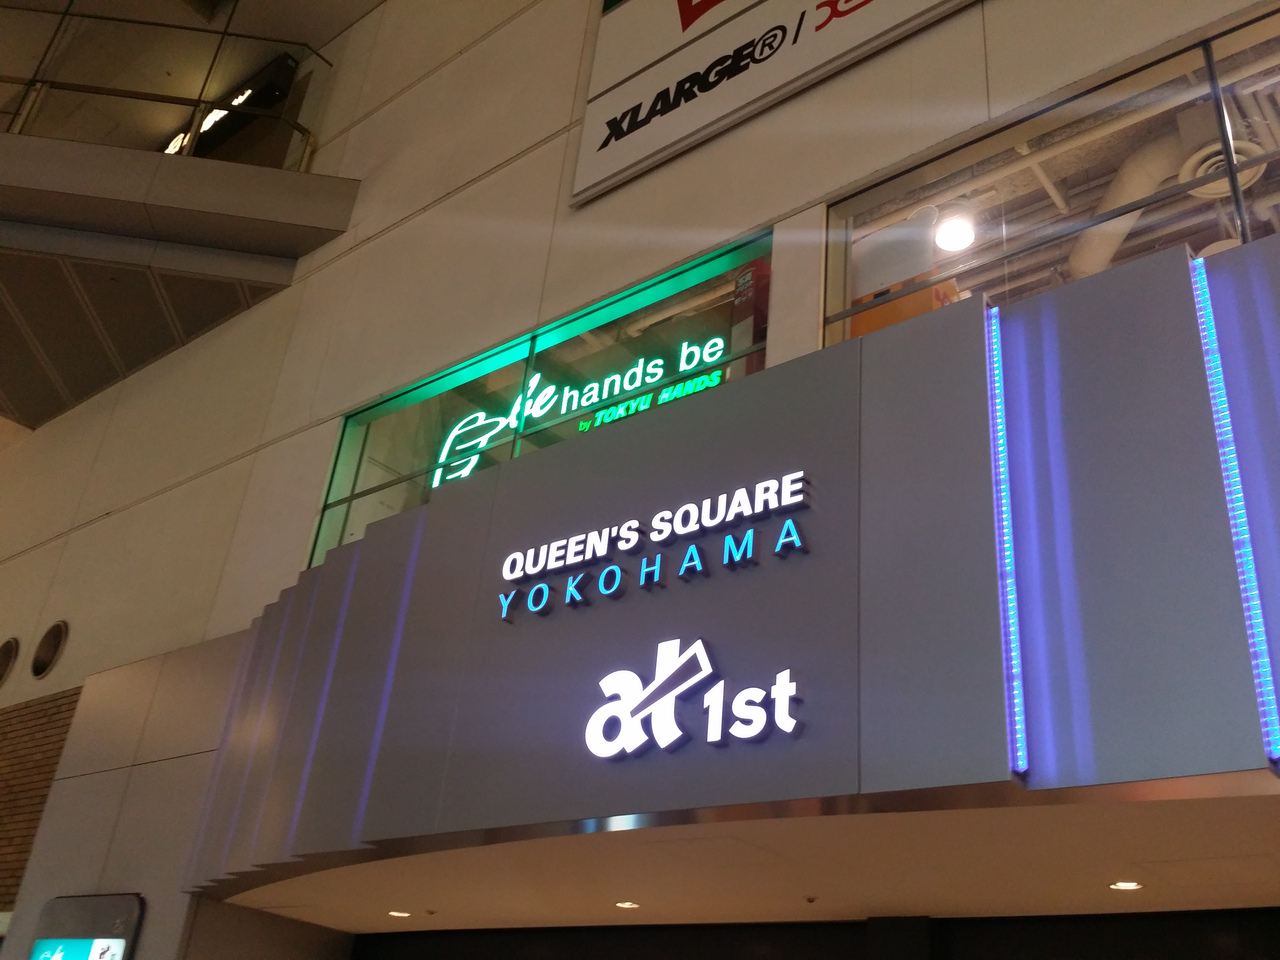 XLARGE® /
hands be
by TOKYU HANDS
QUEEN'S SQUARE
YOKOHAMA
at 1st